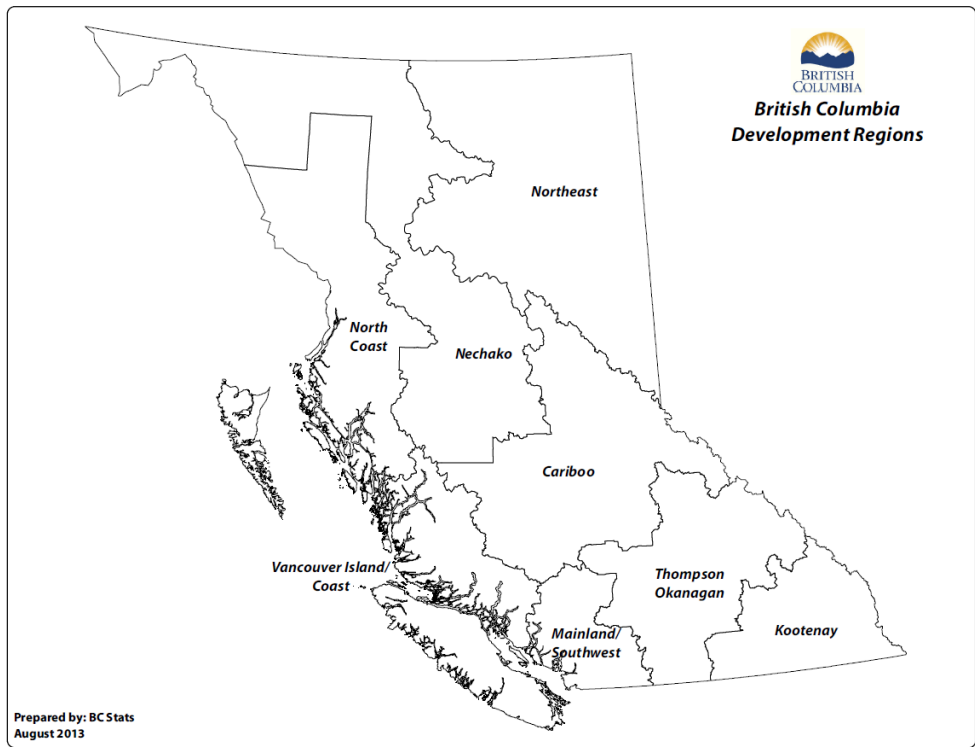 BRITISH
COLUMBIA
British Columbia
Development Regions
Northeast
North
Coast
Nechako
Cariboo
Vancouver Island/
Coast
Thompson
Okanagan
Mainland/
Southwest
Kootenay
Prepared by: BC Stats
August 2013